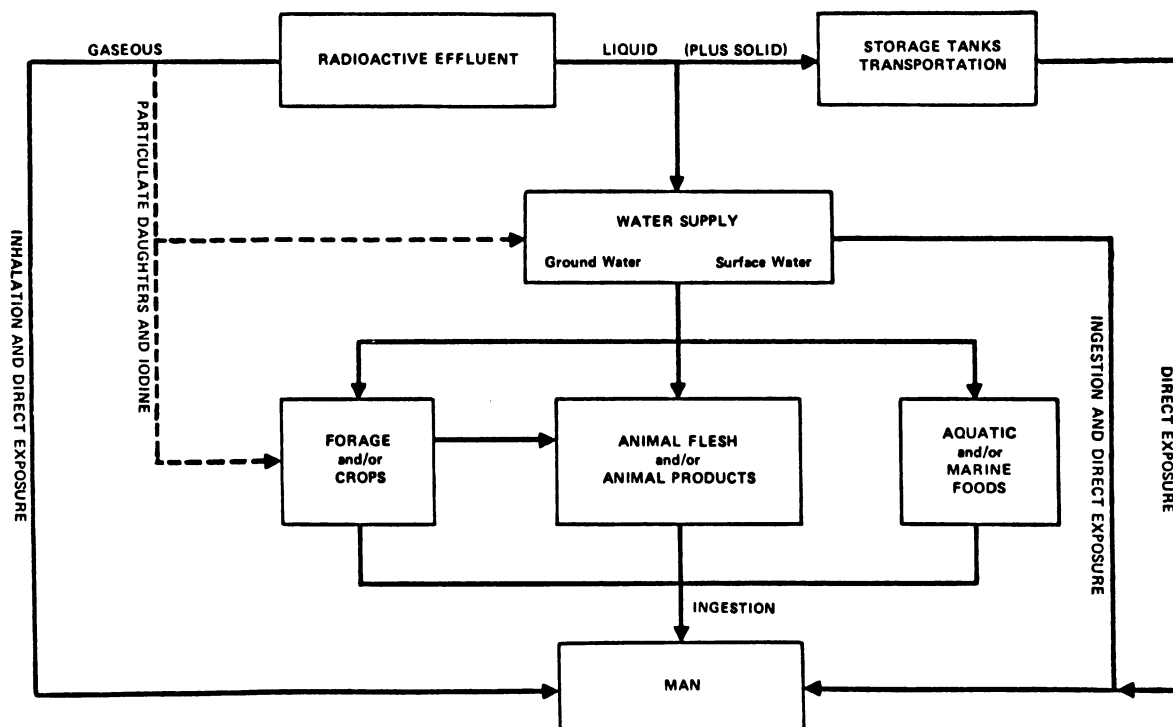 GASEOUS
RADIOACTIVE EFFLUENT
LIQUID
(PLUS SOLID)
STORAGE TANKS
TRANSPORTATION
PARTICULATE DAUGHTERS AND IODINE
INHALATION AND DIRECT EXPOSURE
WATER SUPPLY
Ground Water
Surface Water
INGESTION AND DIRECT EXPOSURE
DIRECT EXPOSURE
FORAGE
and/or
CROPS
ANIMAL FLESH
and/or
ANIMAL PRODUCTS
AQUATIC
and/or
MARINE
FOODS
INGESTION
MAN